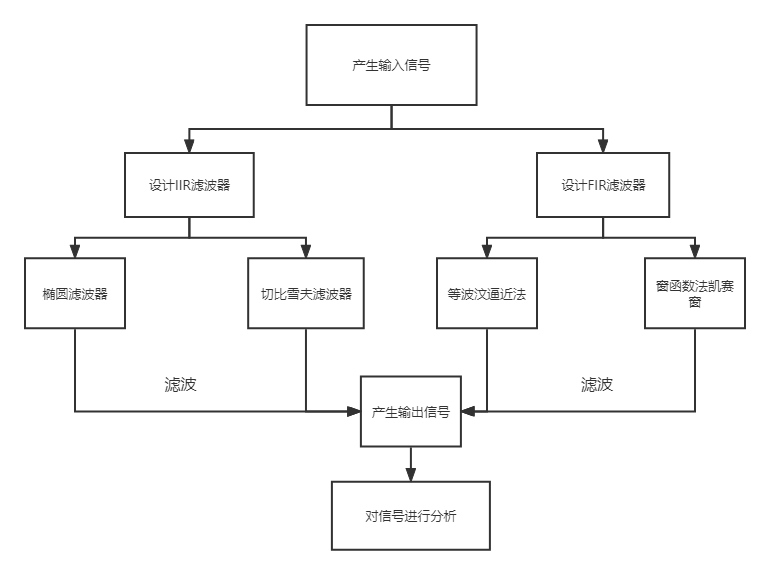 产生输入信号
设计IIR滤波器
设计FIR滤波器
椭圆滤波器
切比雪夫滤波器
等波汶逼近法
窗函数法凯赛
窗
滤波
滤波
产生输出信号
对信号进行分析